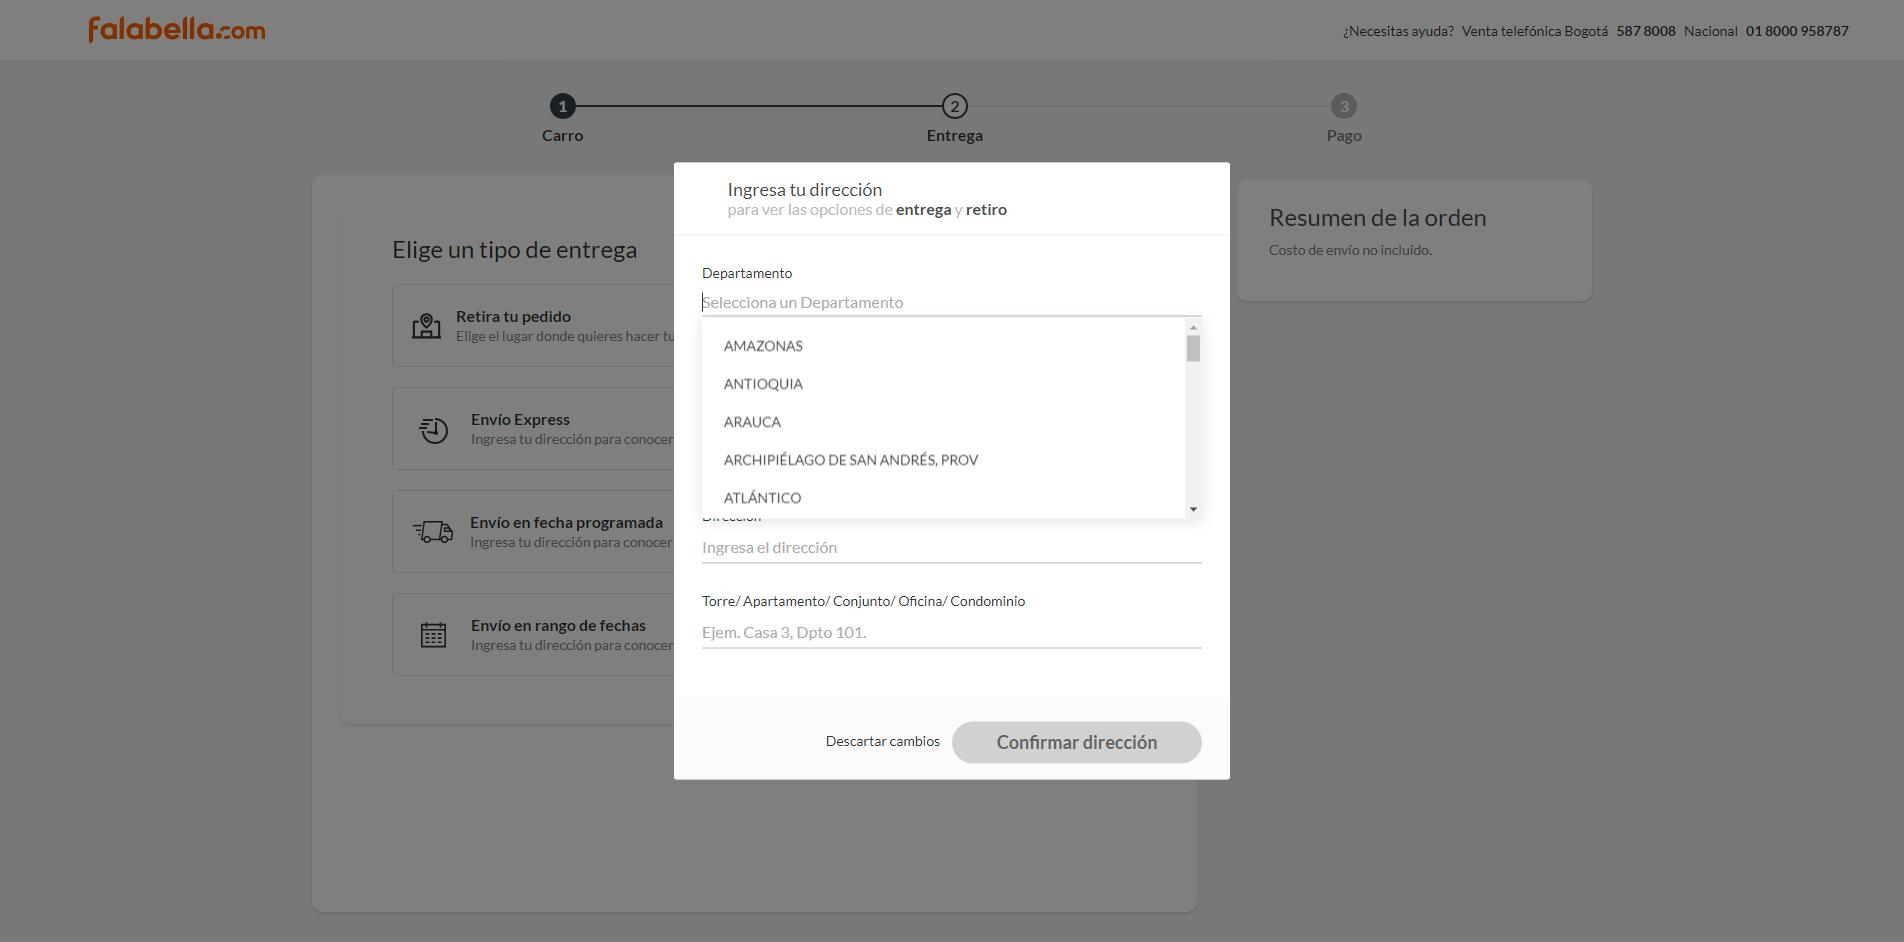 falabella.com
¿Necesitas ayuda? Venta telefónica Bogotá 587 8008 Nacional 01 8000 958787
1
2
3
Carro
Entrega
Pago
Elige un tipo de entrega
Retira tu pedido
Elige el lugar donde quieres hacer tu
Envío Express
Ingresa tu dirección para conocer
Envío en fecha programada
Ingresa tu dirección para conocer
Envío en rango de fechas
Ingresa tu dirección para conocer
Ingresa tu dirección
para ver las opciones de entrega y retiro
Departamento
Selecciona un Departamento
AMAZONAS
ANTIOQUIA
ARAUCA
ARCHIPIÉLAGO DE SAN ANDRÉS, PROV
ATLÁNTICO
Dirección
Ingresa el dirección
Torre/ Apartamento/ Conjunto/ Oficina/ Condominio
Ejem. Casa 3, Dpto 101.
Descartar cambios
Confirmar dirección
Resumen de la orden
Costo de envío no incluido.